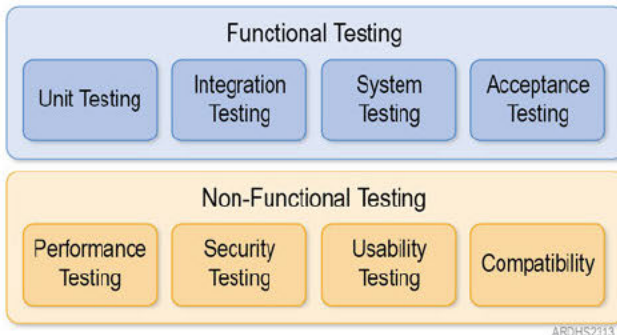 Functional Testing
Unit Testing
Integration
Testing
System
Testing
Acceptance
Testing
Non-Functional Testing
Performance
Testing
Security
Testing
Usability
Testing
Compatibility
ARDHS2113